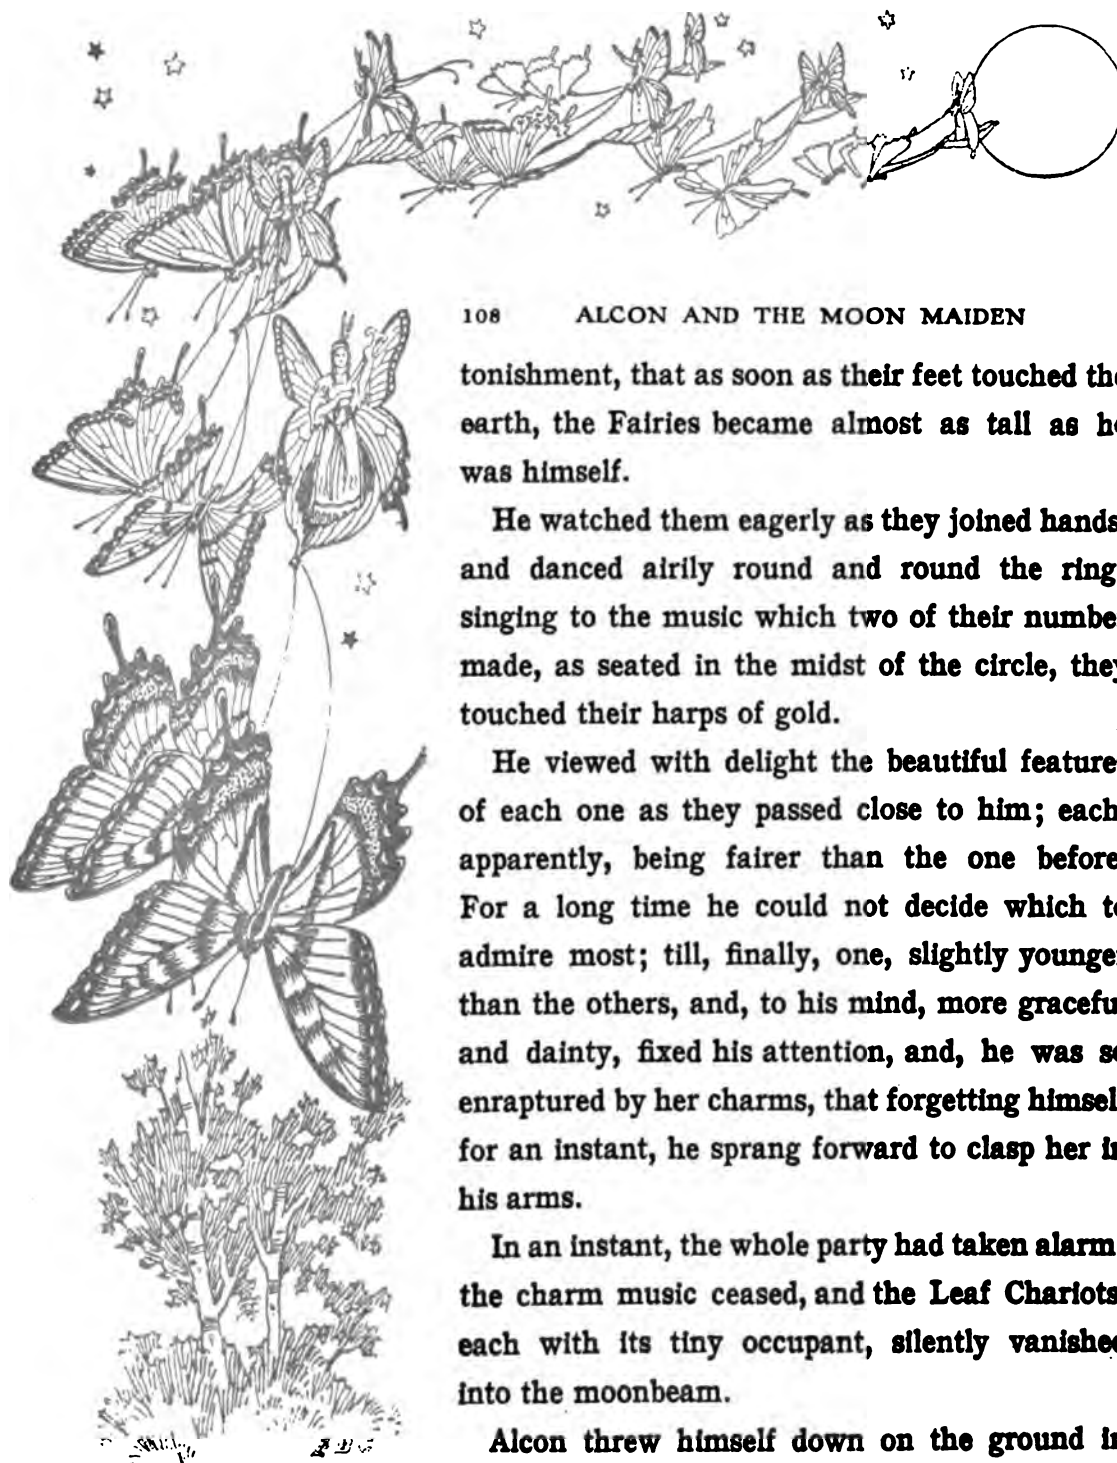 108 ALCON AND THE MOON MAIDEN
tonishment, that as soon as their feet touched the
earth, the Fairies became almost as tall as he
was himself.
He watched them eagerly as they joined hands
and danced airily round and round the ring
singing to the music which two of their numbe
made, as seated in the midst of the circle, they
touched their harps of gold.
He viewed with delight the beautiful feature
of each one as they passed close to him; each
apparently, being fairer than the one before
For a long time he could not decide which to
admire most; till, finally, one, slightly younge
than the others, and, to his mind, more gracefu
and dainty, fixed his attention, and, he was so
enraptured by her charms, that forgetting himsel
for an instant, he sprang forward to clasp her in
his arms.
In an instant, the whole party had taken alarm
the charm music ceased, and the Leaf Chariots
each with its tiny occupant, silently vanished
into the moonbeam.
Alcon threw himself down on the ground in